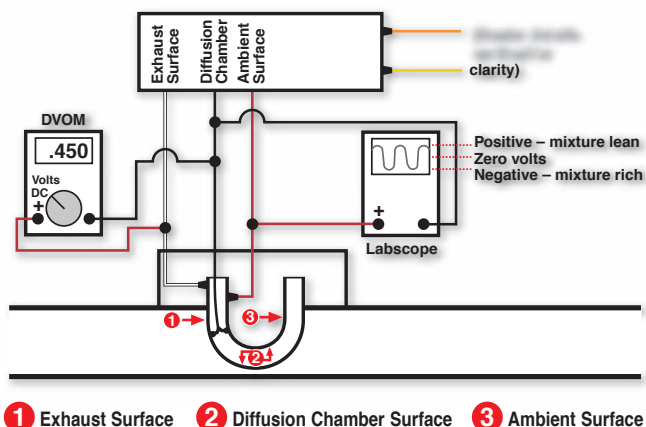 Exhaust
Surface
Diffusion
Chamber
Ambient
Surface
clarity)
DVOM
.450
Volts
DC
+
Positive – mixture lean
Zero volts
Negative – mixture rich
+
Labscope
1
3
2
1 Exhaust Surface 2 Diffusion Chamber Surface 3 Ambient Surface